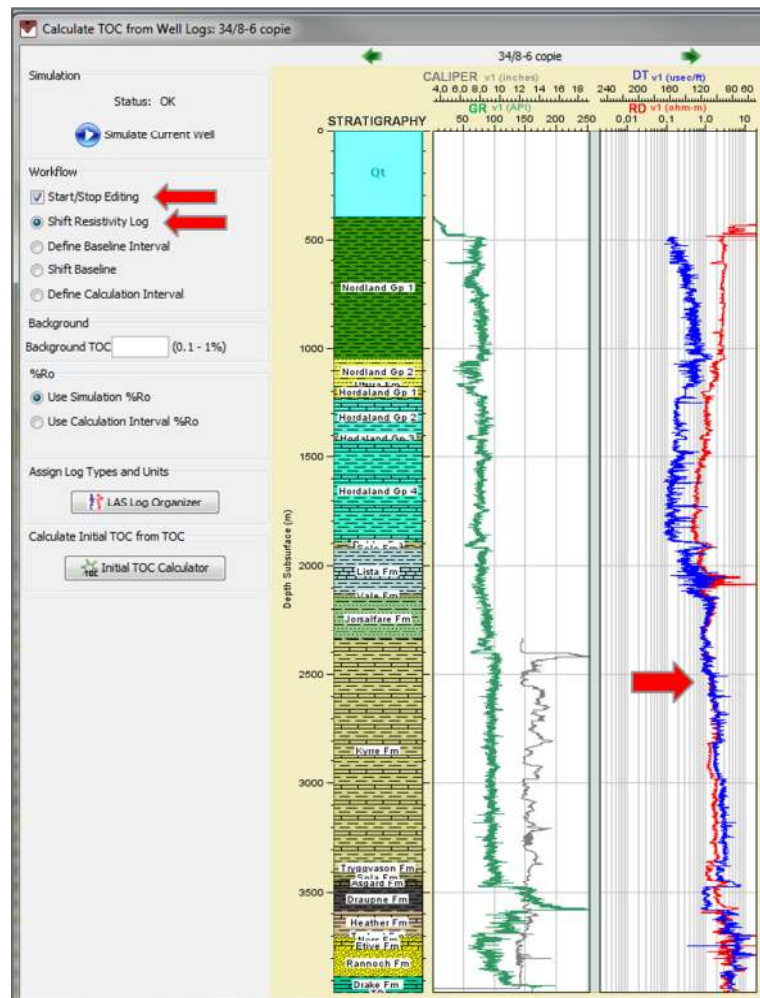 Calculate TOC from Well Logs: 34/8-6 copie
34/8-6 copie
Simulation
Status: OK
Simulate Current Well
Workflow
Start/Stop Editing
Shift Resistivity Log
Define Baseline Interval
Shift Baseline
Define Calculation Interval
Background
Background TOC (0.1 - 1%)
%Ro
Use Simulation %Ro
Use Calculation Interval %Ro
Assign Log Types and Units
LAS Log Organizer
Calculate Initial TOC from TOC
TOC Initial TOC Calculator
CALIPER v1 (inches)
4,0 6,0 8,0 10 12 14 16 18
GR v1 (API)
50 100 150 200 250
DT v1 (usec/ft)
240 200 160 120 80 60
RD v1 (ohm-m)
0,01 0,1 1,0 10
STRATIGRAPHY
Depth Subsurface (m)
0
500
1000
1500
2000
2500
3000
3500
Qt
Nordland Gp 1
Nordland Gp 2
Hordaland Gp 1
Hordaland Gp 2
Hordaland Gp 3
Hordaland Gp 4
Lista Fm
Vale Fm
Jorsalfare Fm
Kyrre Fm
Tryggvason Fm
Sola Fm
Asgard Fm
Draupne Fm
Heather Fm
Etive Fm
Rannoch Fm
Drake Fm